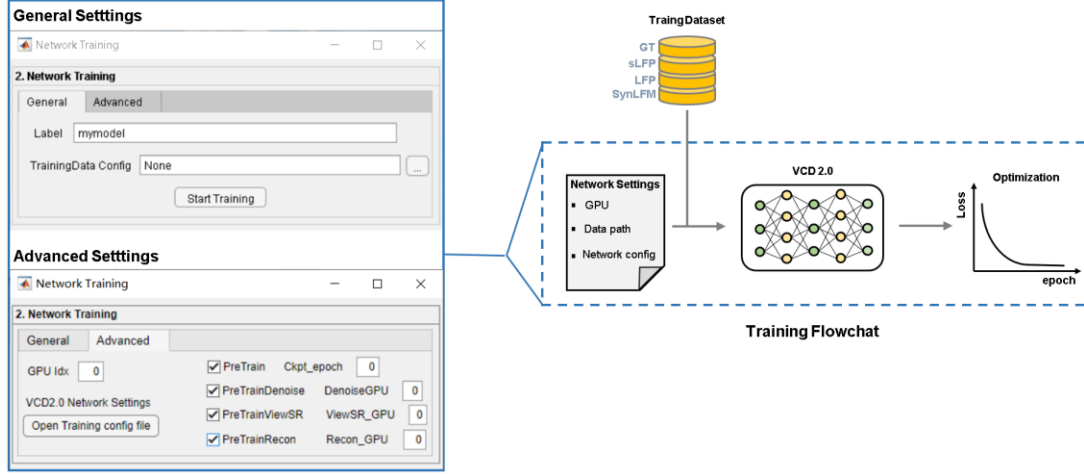 General Setttings
Network Training
2. Network Training
General Advanced
Label mymodel
TrainingData Config None ...
Start Training
Advanced Setttings
Network Training
2. Network Training
General Advanced
GPU Idx 0
VCD2.0 Network Settings
Open Training config file
PreTrain Ckpt_epoch 0
PreTrainDenoise DenoiseGPU 0
PreTrainViewSR ViewSR_GPU 0
PreTrainRecon Recon_GPU 0
TraingDataset
GT
sLFP
LFP
SynLFM
Network Settings
▪ GPU
▪ Data path
▪ Network config
VCD 2.0
Optimization
Loss
epoch
Training Flowchat